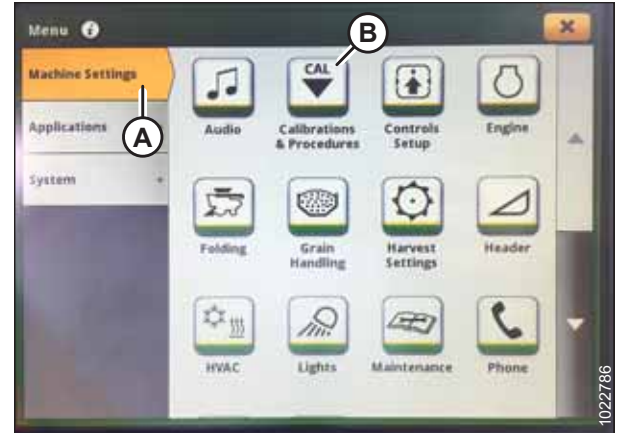 Menu i
B
Machine Settings
A
Applications
System
CAL
Audio
Calibrations
& Procedures
Controls
Setup
Engine
Folding
Grain
Handling
Harvest
Settings
Header
HVAC
Lights
Maintenance
Phone
1022786